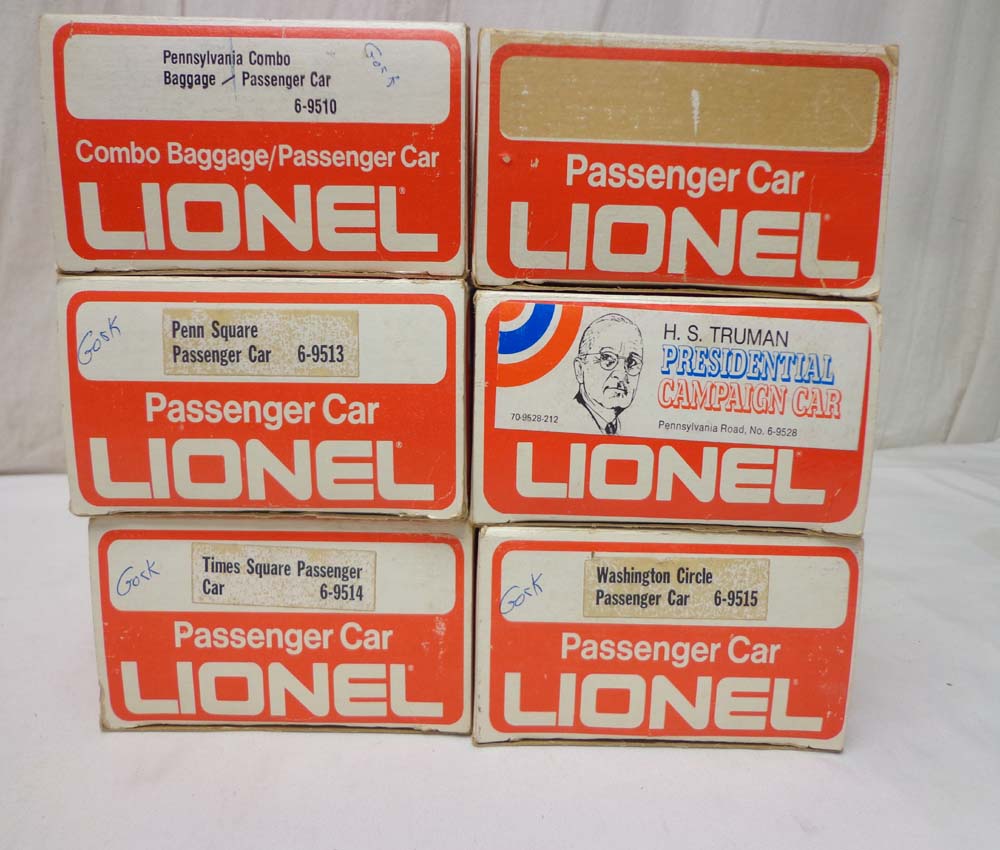 Pennsylvania Combo
Baggage / Passenger Car
6-9510
Gosk
Combo Baggage/Passenger Car
LIONEL®
Passenger Car
LIONEL®
Gosk
Penn Square
Passenger Car 6-9513
Passenger Car
LIONEL®
H. S. TRUMAN
PRESIDENTIAL
CAMPAIGN CAR
70-9528-212
Pennsylvania Road, No. 6-9528
LIONEL®
Gosk
Times Square Passenger
Car 6-9514
Passenger Car
LIONEL®
Gosk
Washington Circle
Passenger Car 6-9515
Passenger Car
LIONEL®